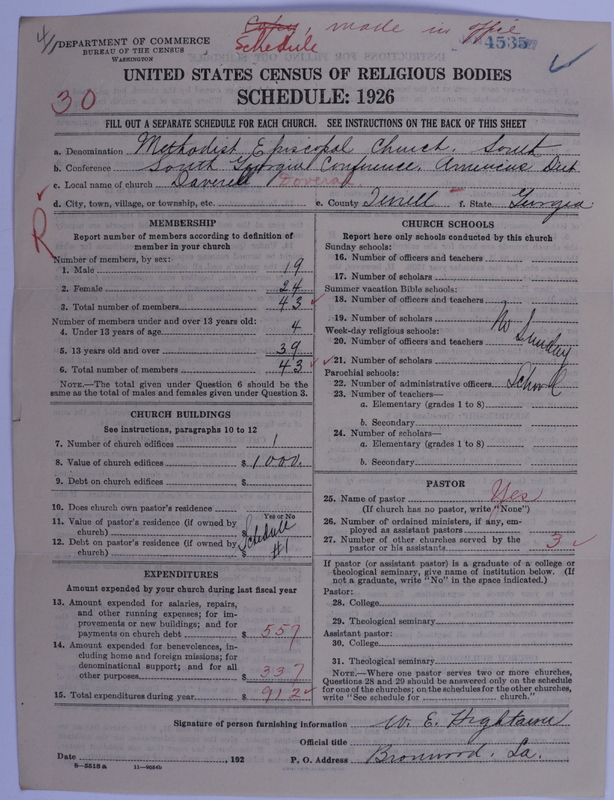 Copy, made in office
Schedule
4/
DEPARTMENT OF COMMERCE
BUREAU OF THE CENSUS
WASHINGTON
4535
UNITED STATES CENSUS OF RELIGIOUS BODIES
SCHEDULE: 1926
30
FILL OUT A SEPARATE SCHEDULE FOR EACH CHURCH. SEE INSTRUCTIONS ON THE BACK OF THIS SHEET
a. Denomination Methodist Episcopal Church, South
b. Conference South Georgia Conference, Americus Dist
c. Local name of church
d. City, town, village, or township, etc. e. County Terrell f. State Georgia
R
MEMBERSHIP
Report number of members according to definition of member in your church
Number of members, by sex:
1. Male 19
2. Female 24
3. Total number of members 43
Number of members under and over 13 years old:
4. Under 13 years of age 4
5. 13 years old and over 39
6. Total number of members 43
NOTE.—The total given under Question 6 should be the same as the total of males and females given under Question 3.
CHURCH BUILDINGS
See instructions, paragraphs 10 to 12
7. Number of church edifices 1
8. Value of church edifices $ 1000.
9. Debt on church edifices $
10. Does church own pastor's residence
Yes or No
11. Value of pastor's residence (if owned by church) $
12. Debt on pastor's residence (if owned by church) $
Schedule #1
EXPENDITURES
Amount expended by your church during last fiscal year
13. Amount expended for salaries, repairs, and other running expenses; for improvements or new buildings; and for payments on church debt $
14. Amount expended for benevolences, including home and foreign missions; for denominational support; and for all other purposes $
15. Total expenditures during year $ 912
CHURCH SCHOOLS
Report here only schools conducted by this church
Sunday schools:
16. Number of officers and teachers
17. Number of scholars
Summer vacation Bible schools:
18. Number of officers and teachers
19. Number of scholars
Week-day religious schools:
20. Number of officers and teachers
21. Number of scholars
Parochial schools:
22. Number of administrative officers
23. Number of teachers—
a. Elementary (grades 1 to 8)
b. Secondary
24. Number of scholars—
a. Elementary (grades 1 to 8)
b. Secondary
No Sunday School
PASTOR
25. Name of pastor Yes
(If church has no pastor, write "None")
26. Number of ordained ministers, if any, employed as assistant pastors
27. Number of other churches served by the pastor or his assistants 3
If pastor (or assistant pastor) is a graduate of a college or theological seminary, give name of institution below. (If not a graduate, write "No" in the space indicated.)
Pastor:
28. College
29. Theological seminary
Assistant pastor:
30. College
31. Theological seminary
NOTE.—Where one pastor serves two or more churches, Questions 28 and 29 should be answered only on the schedule for one of the churches; on the schedules for the other churches, write "See schedule for church."
Signature of person furnishing information W. E. Hightower
Official title
Date , 192 P. O. Address Bronwood, Ga.
8-5518a 11-9064b